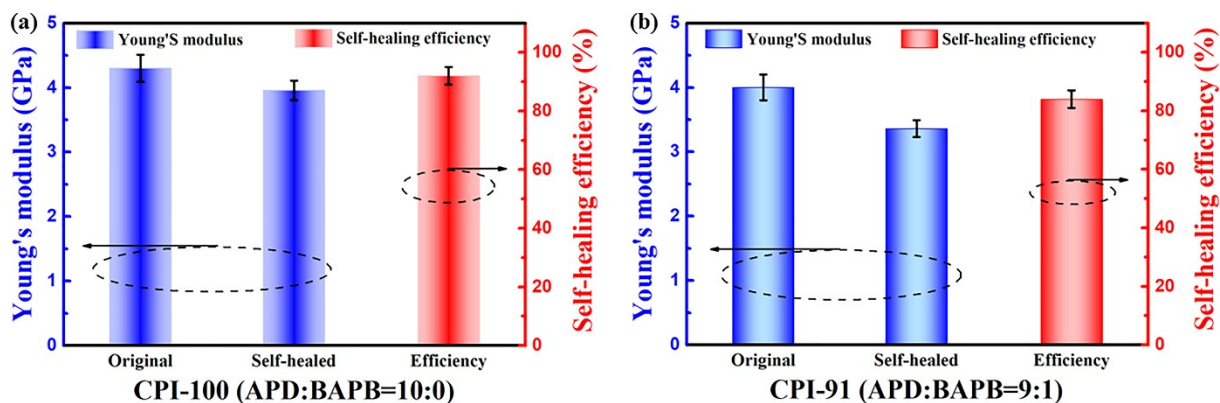 (a)
Young's modulus (GPa)
5
4
3
2
1
0
Young'S modulus
Self-healing efficiency
100
80
60
40
20
0
Self-healing efficiency (%)
Original
Self-healed
Efficiency
CPI-100 (APD:BAPB=10:0)
(b)
Young's modulus (GPa)
5
4
3
2
1
0
Young'S modulus
Self-healing efficiency
100
80
60
40
20
0
Self-healing efficiency (%)
Original
Self-healed
Efficiency
CPI-91 (APD:BAPB=9:1)